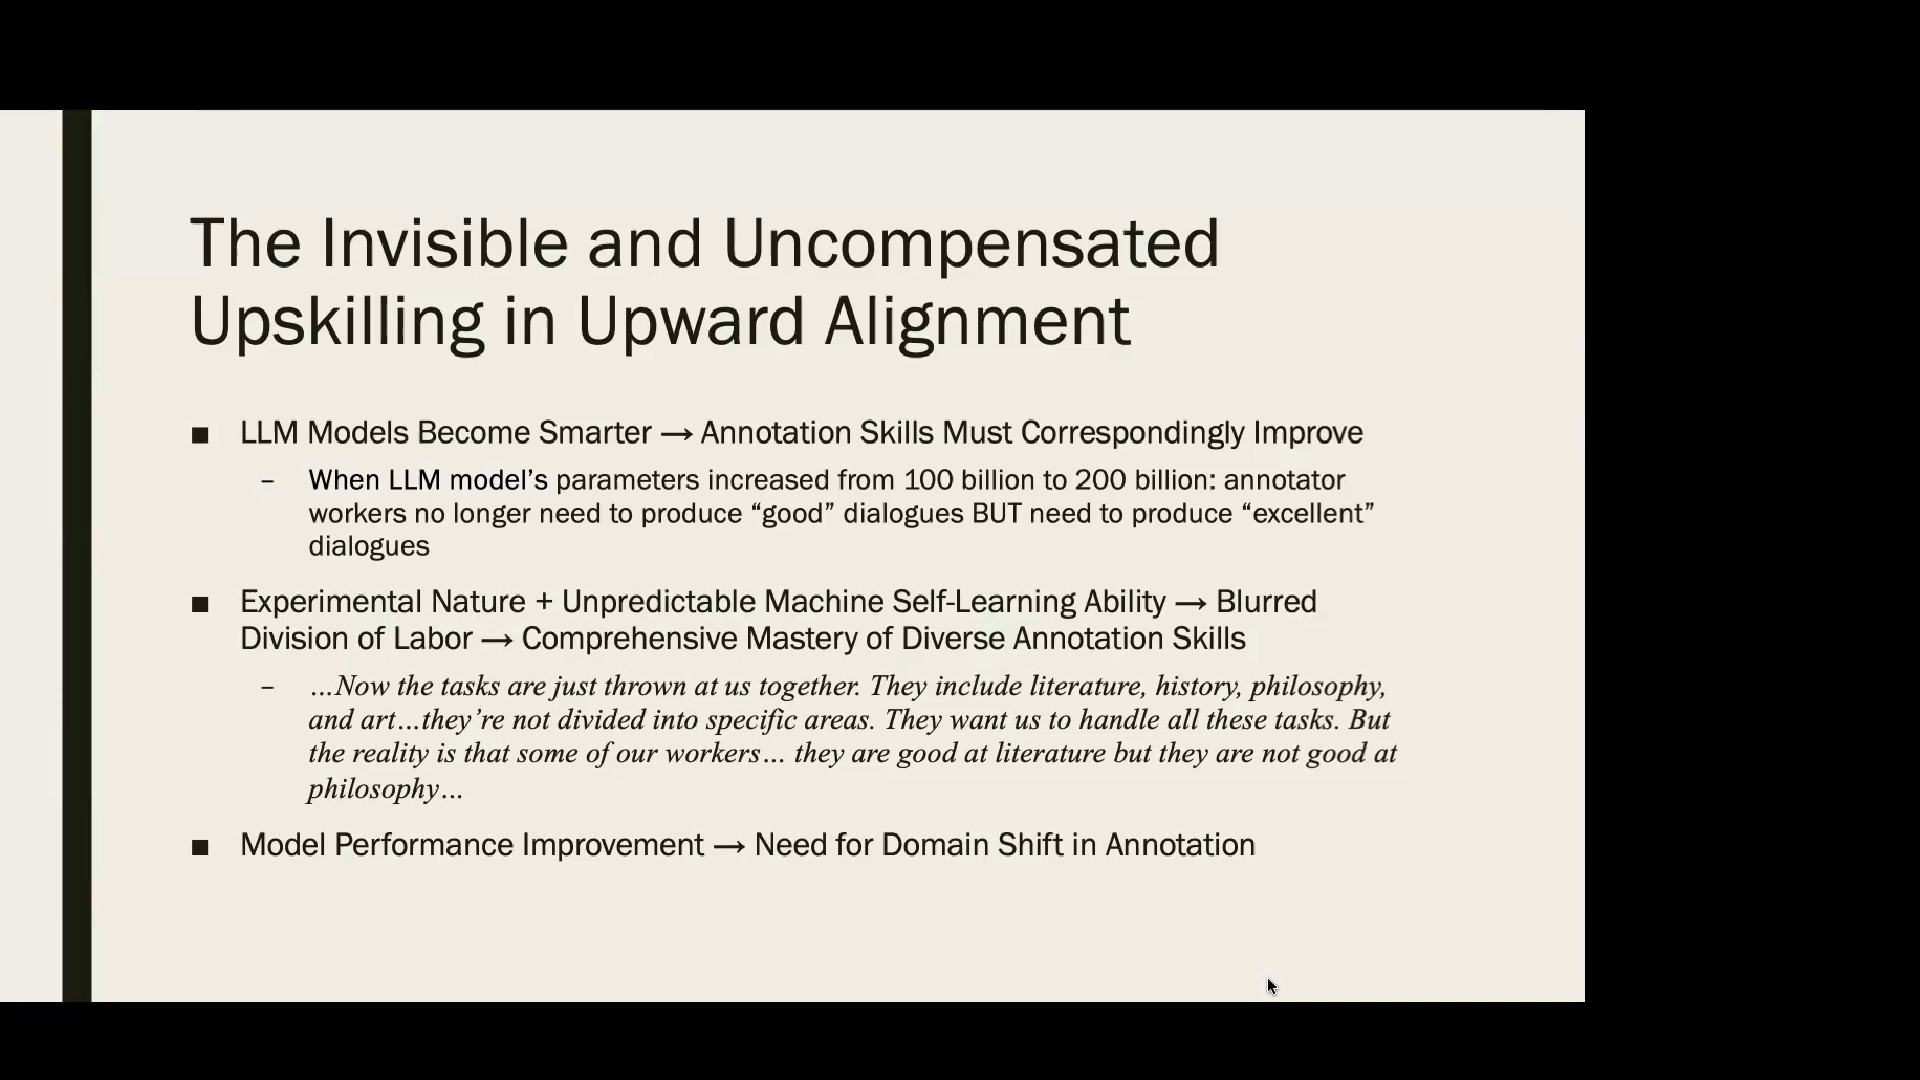 The Invisible and Uncompensated
Upskilling in Upward Alignment
■ LLM Models Become Smarter → Annotation Skills Must Correspondingly Improve
– When LLM model’s parameters increased from 100 billion to 200 billion: annotator
workers no longer need to produce “good” dialogues BUT need to produce “excellent”
dialogues
■ Experimental Nature + Unpredictable Machine Self-Learning Ability → Blurred
Division of Labor → Comprehensive Mastery of Diverse Annotation Skills
– …Now the tasks are just thrown at us together. They include literature, history, philosophy,
and art…they’re not divided into specific areas. They want us to handle all these tasks. But
the reality is that some of our workers… they are good at literature but they are not good at
philosophy…
■ Model Performance Improvement → Need for Domain Shift in Annotation